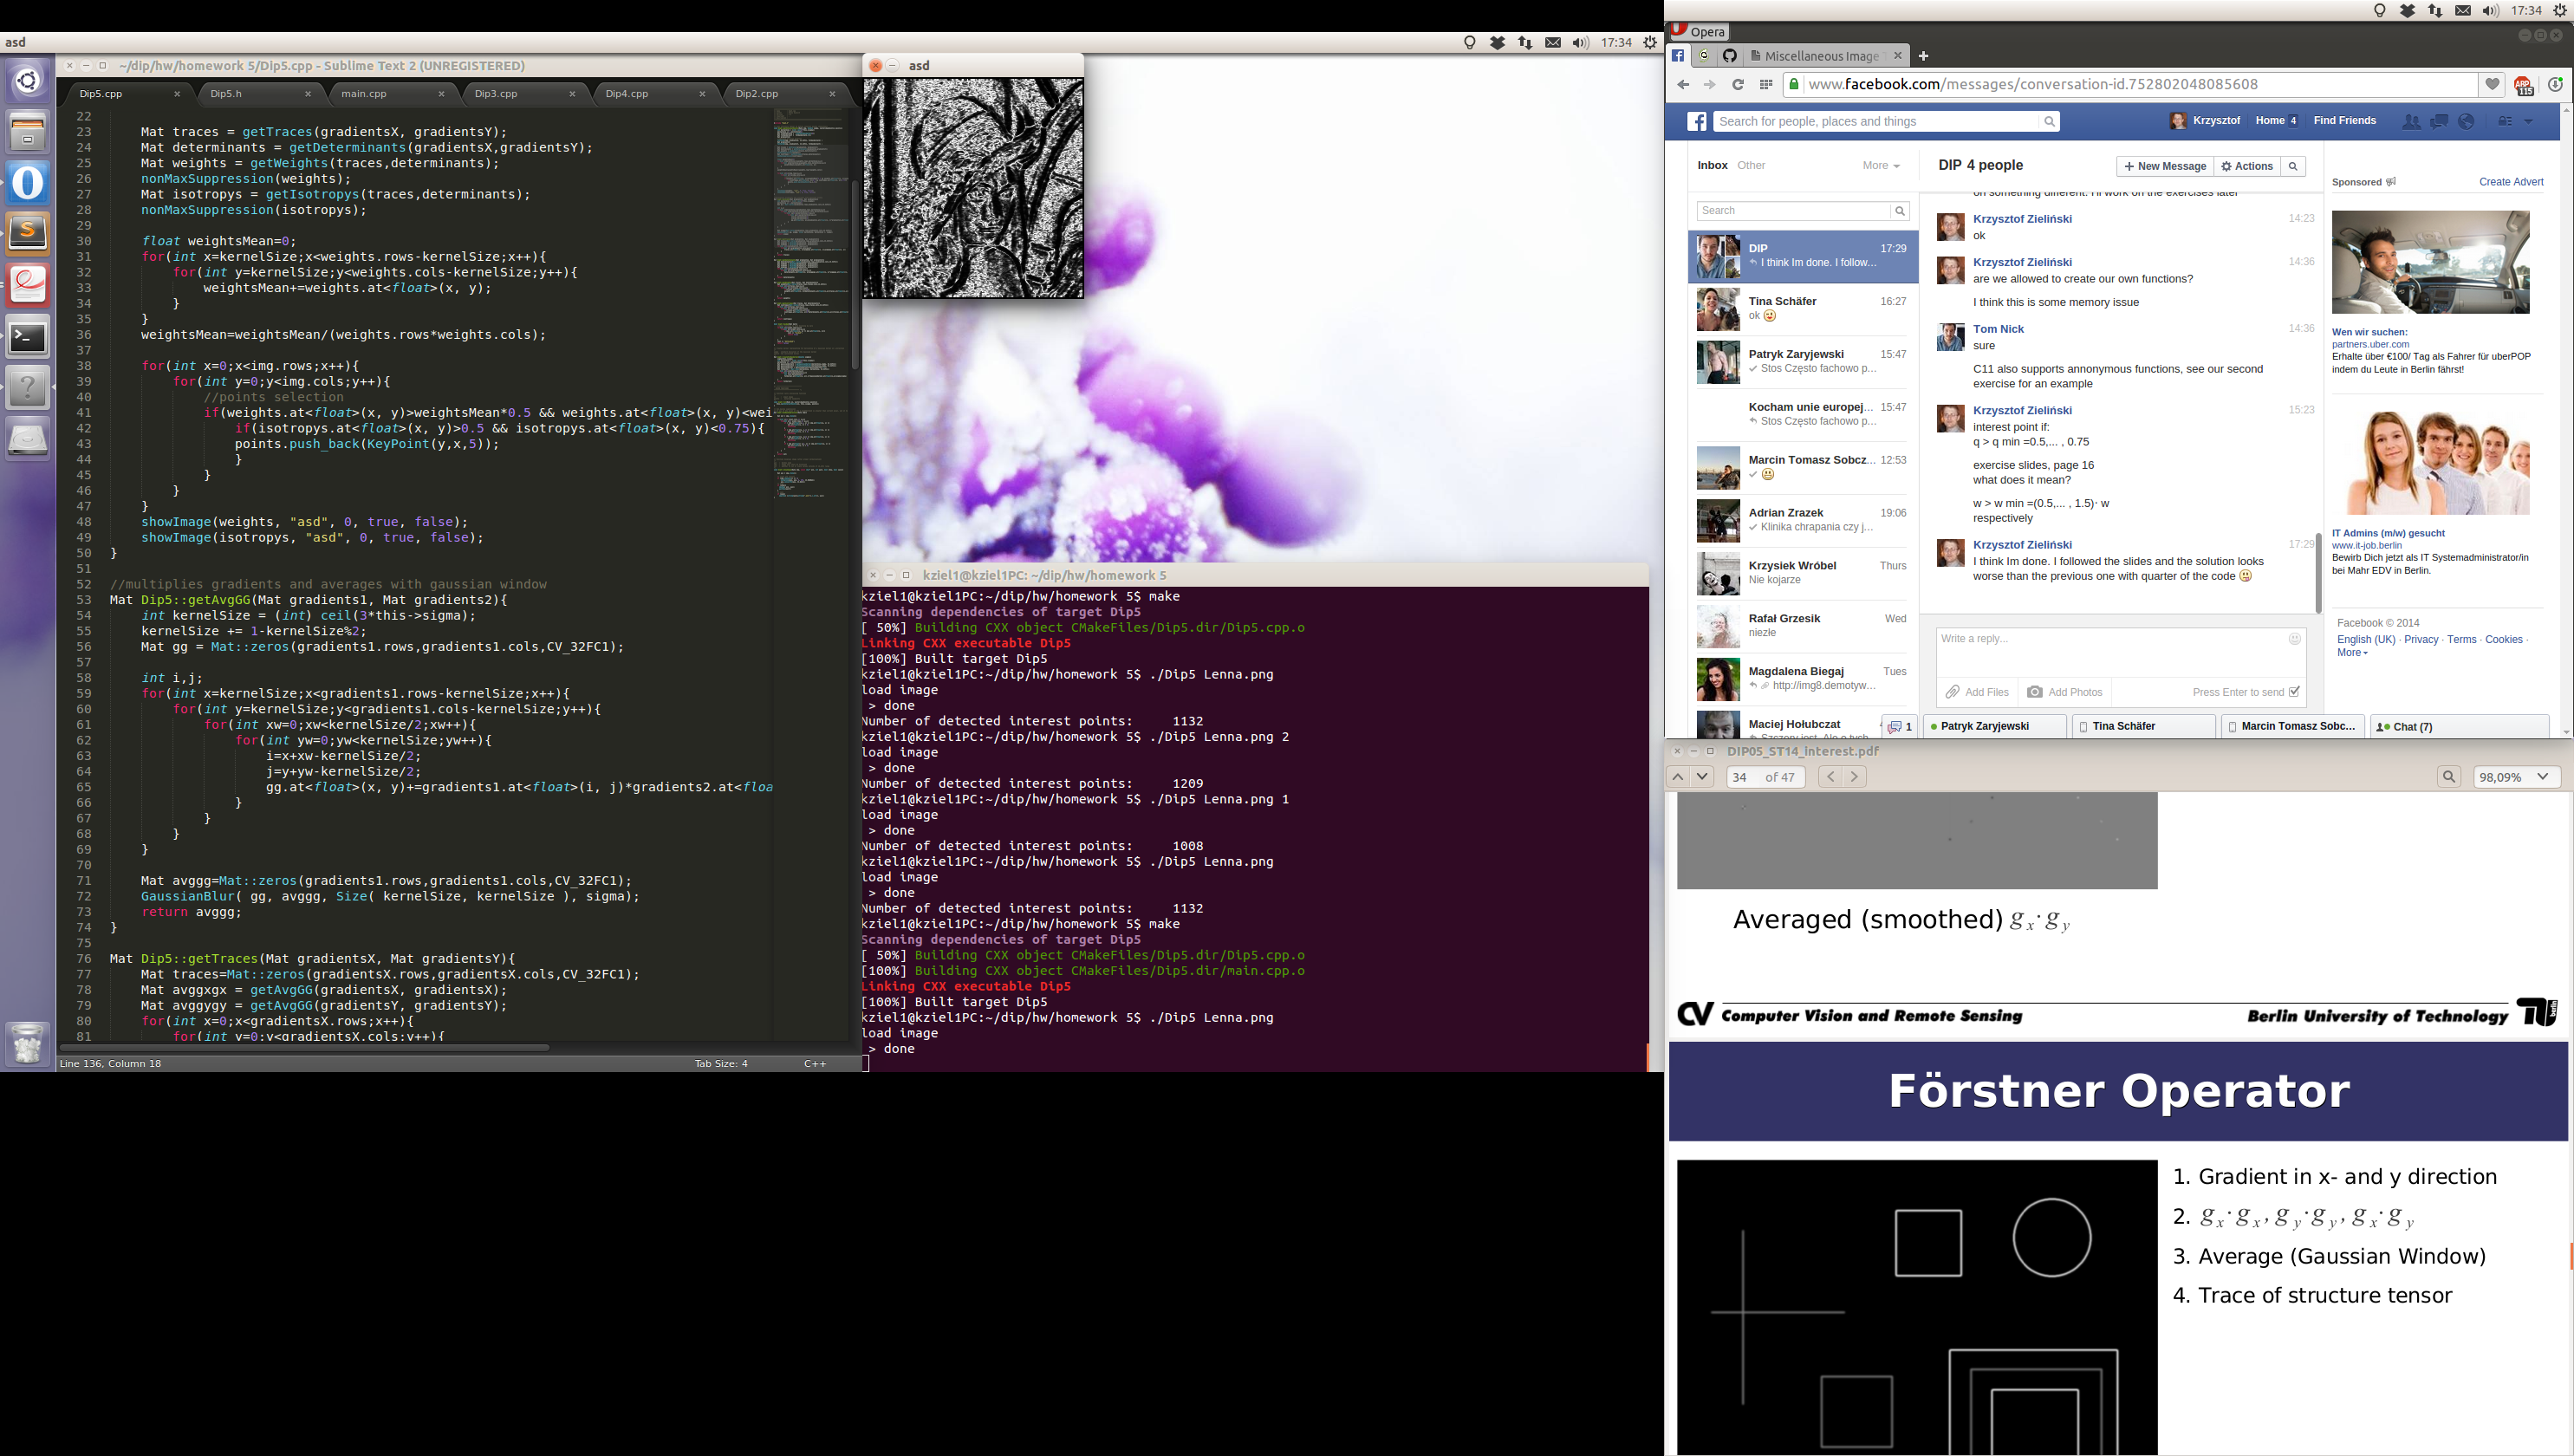 asd
17:34
~/dip/hw/homework 5/Dip5.cpp - Sublime Text 2 (UNREGISTERED)
Dip5.cpp
Dip5.h
main.cpp
Dip3.cpp
Dip4.cpp
Dip2.cpp
22
23 Mat traces = getTraces(gradientsX, gradientsY);
24 Mat determinants = getDeterminants(gradientsX,gradientsY);
25 Mat weights = getWeights(traces,determinants);
26 nonMaxSuppression(weights);
27 Mat isotropys = getIsotropys(traces,determinants);
28 nonMaxSuppression(isotropys);
29
30 float weightsMean=0;
31 for(int x=kernelSize;x<weights.rows-kernelSize;x++){
32 for(int y=kernelSize;y<weights.cols-kernelSize;y++){
33 weightsMean+=weights.at<float>(x, y);
34 }
35 }
36 weightsMean=weightsMean/(weights.rows*weights.cols);
37
38 for(int x=0;x<img.rows;x++){
39 for(int y=0;y<img.cols;y++){
40 //points selection
41 if(weights.at<float>(x, y)>weightsMean*0.5 && weights.at<float>(x, y)<wei
42 if(isotropys.at<float>(x, y)>0.5 && isotropys.at<float>(x, y)<0.75){
43 points.push_back(KeyPoint(y,x,5));
44 }
45 }
46 }
47 }
48 showImage(weights, "asd", 0, true, false);
49 showImage(isotropys, "asd", 0, true, false);
50 }
51
52 //multiplies gradients and averages with gaussian window
53 Mat Dip5::getAvgGG(Mat gradients1, Mat gradients2){
54 int kernelSize = (int) ceil(3*this->sigma);
55 kernelSize += 1-kernelSize%2;
56 Mat gg = Mat::zeros(gradients1.rows,gradients1.cols,CV_32FC1);
57
58 int i,j;
59 for(int x=kernelSize;x<gradients1.rows-kernelSize;x++){
60 for(int y=kernelSize;y<gradients1.cols-kernelSize;y++){
61 for(int xw=0;xw<kernelSize/2;xw++){
62 for(int yw=0;yw<kernelSize;yw++){
63 i=x+xw-kernelSize/2;
64 j=y+yw-kernelSize/2;
65 gg.at<float>(x, y)+=gradients1.at<float>(i, j)*gradients2.at<floa
66 }
67 }
68 }
69 }
70
71 Mat avggg=Mat::zeros(gradients1.rows,gradients1.cols,CV_32FC1);
72 GaussianBlur( gg, avggg, Size( kernelSize, kernelSize ), sigma);
73 return avggg;
74 }
75
76 Mat Dip5::getTraces(Mat gradientsX, Mat gradientsY){
77 Mat traces=Mat::zeros(gradientsX.rows,gradientsX.cols,CV_32FC1);
78 Mat avggxgx = getAvgGG(gradientsX, gradientsX);
79 Mat avggygy = getAvgGG(gradientsY, gradientsY);
80 for(int x=0;x<gradientsX.rows;x++){
81 for(int y=0;y<gradientsX.cols;y++){
Line 136, Column 18
Tab Size: 4
C++
asd
kziel1@kziel1PC: ~/dip/hw/homework 5
kziel1@kziel1PC:~/dip/hw/homework 5$ make
Scanning dependencies of target Dip5
[ 50%] Building CXX object CMakeFiles/Dip5.dir/Dip5.cpp.o
Linking CXX executable Dip5
[100%] Built target Dip5
kziel1@kziel1PC:~/dip/hw/homework 5$ ./Dip5 Lenna.png
load image
> done
Number of detected interest points: 1132
kziel1@kziel1PC:~/dip/hw/homework 5$ ./Dip5 Lenna.png 2
load image
> done
Number of detected interest points: 1209
kziel1@kziel1PC:~/dip/hw/homework 5$ ./Dip5 Lenna.png 1
load image
> done
Number of detected interest points: 1008
kziel1@kziel1PC:~/dip/hw/homework 5$ ./Dip5 Lenna.png
load image
> done
Number of detected interest points: 1132
kziel1@kziel1PC:~/dip/hw/homework 5$ make
Scanning dependencies of target Dip5
[ 50%] Building CXX object CMakeFiles/Dip5.dir/Dip5.cpp.o
[100%] Building CXX object CMakeFiles/Dip5.dir/main.cpp.o
Linking CXX executable Dip5
[100%] Built target Dip5
kziel1@kziel1PC:~/dip/hw/homework 5$ ./Dip5 Lenna.png
load image
> done
17:34
Opera
Miscellaneous Image
www.facebook.com/messages/conversation-id.752802048085608
ABP
115
Search for people, places and things
Krzysztof
Home 4
Find Friends
Inbox Other
More
DIP 4 people
+ New Message
Actions
Search
DIP 17:29
I think Im done. I follow...
Tina Schäfer 16:27
ok
Patryk Zaryjewski 15:47
Stos Często fachowo p...
Kocham unie europej... 15:47
Stos Często fachowo p...
Marcin Tomasz Sobcz... 12:53
Adrian Zrazek 19:06
Klinika chrapania czy j...
Krzysiek Wróbel Thurs
Nie kojarze
Rafał Grzesik Wed
niezłe
Magdalena Biegaj Tues
http://img8.demotyw...
Maciej Hołubczat
on something different. I'll work on the exercises later
Krzysztof Zieliński 14:23
ok
Krzysztof Zieliński 14:36
are we allowed to create our own functions?
I think this is some memory issue
Tom Nick 14:36
sure
C11 also supports annonymous functions, see our second
exercise for an example
Krzysztof Zieliński 15:23
interest point if:
q > q min =0.5,... , 0.75
exercise slides, page 16
what does it mean?
w > w min =(0.5,... , 1.5)· w
respectively
Krzysztof Zieliński 17:29
I think Im done. I followed the slides and the solution looks
worse than the previous one with quarter of the code
Write a reply...
Add Files
Add Photos
Press Enter to send
1
Patryk Zaryjewski
Tina Schäfer
Marcin Tomasz Sobc...
Chat (7)
Sponsored
Create Advert
Wen wir suchen:
partners.uber.com
Erhalte über €100/ Tag als Fahrer für uberPOP
indem du Leute in Berlin fährst!
IT Admins (m/w) gesucht
www.it-job.berlin
Bewirb Dich jetzt als IT Systemadministrator/in
bei Mahr EDV in Berlin.
Facebook © 2014
English (UK) · Privacy · Terms · Cookies ·
More
DIP05_ST14_interest.pdf
34 of 47
98,09%
Averaged (smoothed) g x · g y
CV Computer Vision and Remote Sensing
Berlin University of Technology
Förstner Operator
1. Gradient in x- and y direction
2. g x · g x , g y · g y , g x · g y
3. Average (Gaussian Window)
4. Trace of structure tensor